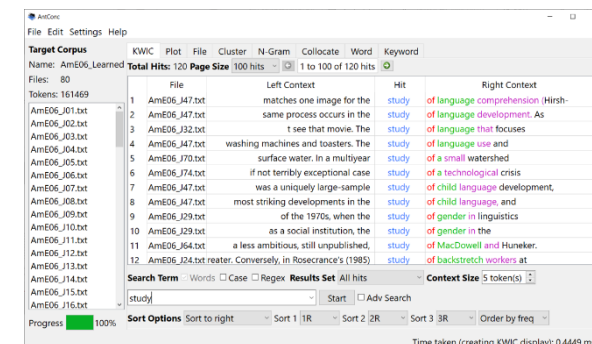 AntConc
File Edit Settings Help
Target Corpus
Name: AmE06_Learned
Files: 80
Tokens: 161469
AmE06_J01.txt
AmE06_J02.txt
AmE06_J03.txt
AmE06_J04.txt
AmE06_J05.txt
AmE06_J06.txt
AmE06_J07.txt
AmE06_J08.txt
AmE06_J09.txt
AmE06_J10.txt
AmE06_J11.txt
AmE06_J12.txt
AmE06_J13.txt
AmE06_J14.txt
AmE06_J15.txt
AmE06_J16.txt
Progress 100%
KWIC Plot File Cluster N-Gram Collocate Word Keyword
Total Hits: 120 Page Size 100 hits 1 to 100 of 120 hits
File Left Context Hit Right Context
1 AmE06_J47.txt matches one image for the study of language comprehension (Hirsh-
2 AmE06_J47.txt same process occurs in the study of language development. As
3 AmE06_J32.txt t see that movie. The study of language that focuses
4 AmE06_J47.txt washing machines and toasters. The study of language use and
5 AmE06_J70.txt surface water. In a multiyear study of a small watershed
6 AmE06_J74.txt if not terribly exceptional case study of a technological crisis
7 AmE06_J47.txt was a uniquely large-sample study of child language development,
8 AmE06_J47.txt most striking developments in the study of child language, and
9 AmE06_J29.txt of the 1970s, when the study of gender in linguistics
10 AmE06_J29.txt as a social institution, the study of gender in the
11 AmE06_J64.txt a less ambitious, still unpublished, study of MacDowell and Huneker.
12 AmE06_J24.txt reater. Conversely, in Rosecrance's (1985) study of backstretch workers at
Search Term Words Case Regex Results Set All hits Context Size 5 token(s)
study Start Adv Search
Sort Options Sort to right Sort 1 1R Sort 2 2R Sort 3 3R Order by freq
Time taken (creating KWIC display): 0.4449 m